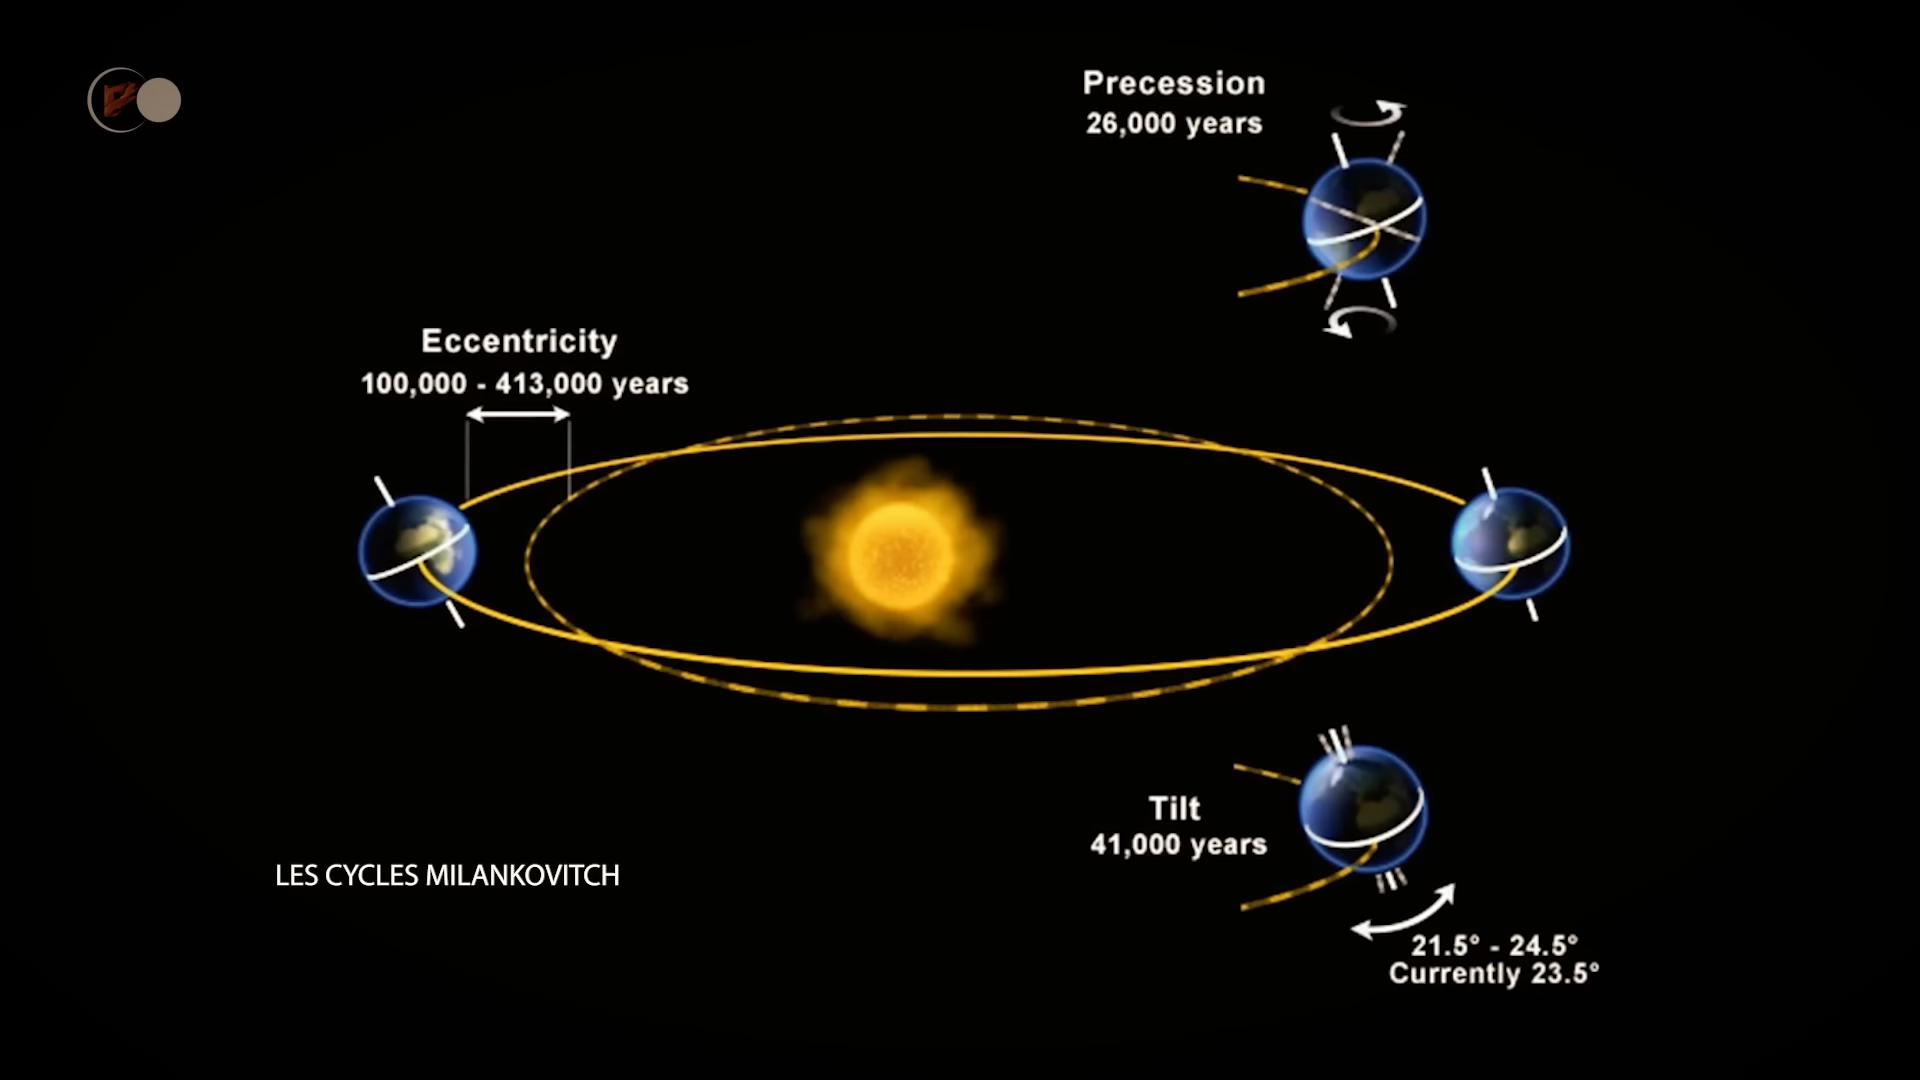 Precession
26,000 years
Eccentricity
100,000 - 413,000 years
Tilt
41,000 years
LES CYCLES MILANKOVITCH
21.5° - 24.5°
Currently 23.5°